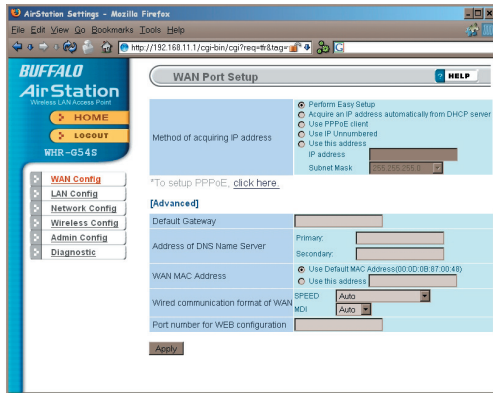 AirStation Settings - Mozilla Firefox
File Edit View Go Bookmarks Tools Help
http://192.168.11.1/cgi-bin/cgi?req=tfr&tag=
BUFFALO
AirStation
Wireless LAN Access Point
HOME
LOGOUT
WHR-G54S
WAN Config
LAN Config
Network Config
Wireless Config
Admin Config
Diagnostic
WAN Port Setup
? HELP
Method of acquiring IP address
Perform Easy Setup
Acquire an IP address automatically from DHCP server
Use PPPoE client
Use IP Unnumbered
Use this address
IP address
Subnet Mask 255.255.255.0
*To setup PPPoE, click here.
[Advanced]
Default Gateway
Address of DNS Name Server
Primary:
Secondary:
WAN MAC Address
Use Default MAC Address(00:0D:0B:87:00:48)
Use this address
Wired communication format of WAN
SPEED Auto
MDI Auto
Port number for WEB configuration
Apply